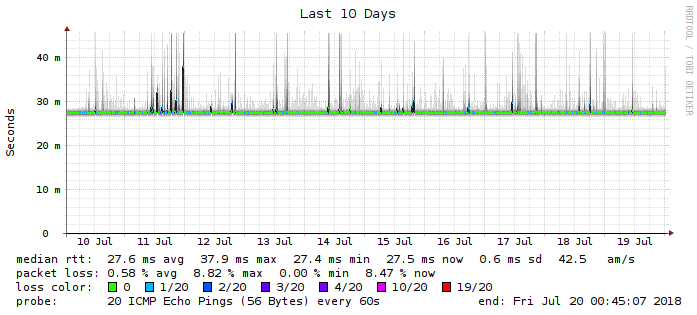 Last 10 Days
RRDTOOL / TOBI OETIKER
Seconds
40 m
30 m
20 m
10 m
0
10 Jul 11 Jul 12 Jul 13 Jul 14 Jul 15 Jul 16 Jul 17 Jul 18 Jul 19 Jul
median rtt: 27.6 ms avg 37.9 ms max 27.4 ms min 27.5 ms now 0.6 ms sd 42.5 am/s
packet loss: 0.58 % avg 8.82 % max 0.00 % min 8.47 % now
loss color: 0 1/20 2/20 3/20 4/20 10/20 19/20
probe: 20 ICMP Echo Pings (56 Bytes) every 60s end: Fri Jul 20 00:45:07 2018